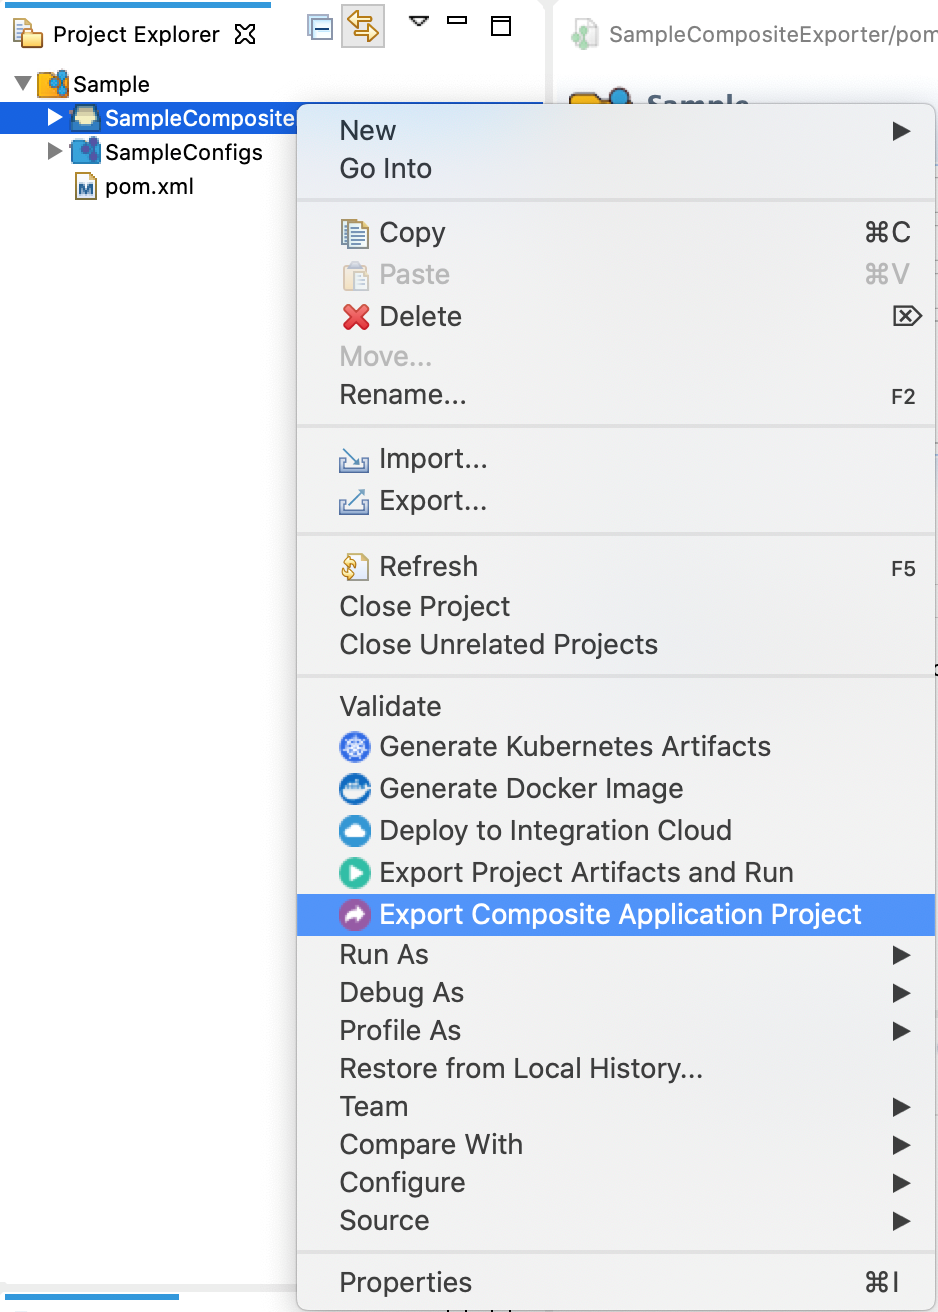 Project Explorer
SampleCompositeExporter/pom
Sample
Sample
SampleComposite
SampleConfigs
pom.xml
New
Go Into
Copy ⌘C
Paste ⌘V
Delete ⌦
Move...
Rename... F2
Import...
Export...
Refresh F5
Close Project
Close Unrelated Projects
Validate
Generate Kubernetes Artifacts
Generate Docker Image
Deploy to Integration Cloud
Export Project Artifacts and Run
Export Composite Application Project
Run As
Debug As
Profile As
Restore from Local History...
Team
Compare With
Configure
Source
Properties ⌘I